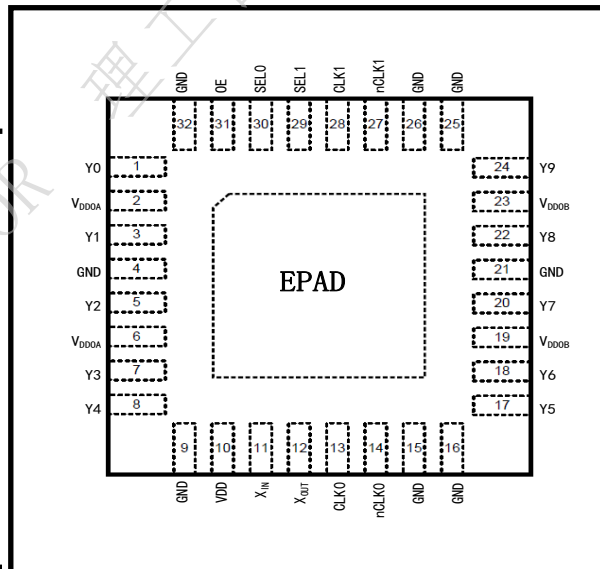 GND OE SEL0 SEL1 CLK1 nCLK1 GND GND
32 31 30 29 28 27 26 25
Y0 1 24 Y9
VDDOA 2 23 VDDOB
Y1 3 22 Y8
GND 4 21 GND
EPAD
Y2 5 20 Y7
VDDOA 6 19 VDDOB
Y3 7 18 Y6
Y4 8 17 Y5
9 10 11 12 13 14 15 16
GND VDD XIN XOUT CLK0 nCLK0 GND GND
理工
OR